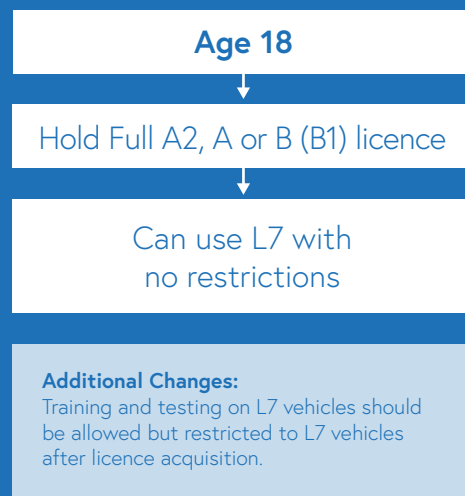 Age 18
Hold Full A2, A or B (B1) licence
Can use L7 with
no restrictions
Additional Changes:
Training and testing on L7 vehicles should
be allowed but restricted to L7 vehicles
after licence acquisition.